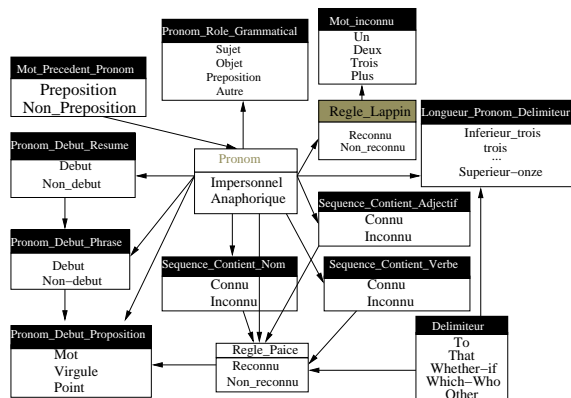 Pronom_Role_Grammatical
Sujet
Objet
Preposition
Autre
Mot_inconnu
Un
Deux
Trois
Plus
Mot_Precedent_Pronom
Preposition
Non_Preposition
Regle_Lappin
Reconnu
Non_reconnu
Longueur_Pronom_Delimiteur
Inferieur_trois
trois
...
Superieur-onze
Pronom_Debut_Resume
Debut
Non_debut
Pronom
Impersonnel
Anaphorique
Sequence_Contient_Adjectif
Connu
Inconnu
Pronom_Debut_Phrase
Debut
Non-debut
Sequence_Contient_Nom
Connu
Inconnu
Sequence_Contient_Verbe
Connu
Inconnu
Pronom_Debut_Proposition
Mot
Virgule
Point
Regle_Paice
Reconnu
Non_reconnu
Delimiteur
To
That
Whether-if
Which-Who
Other